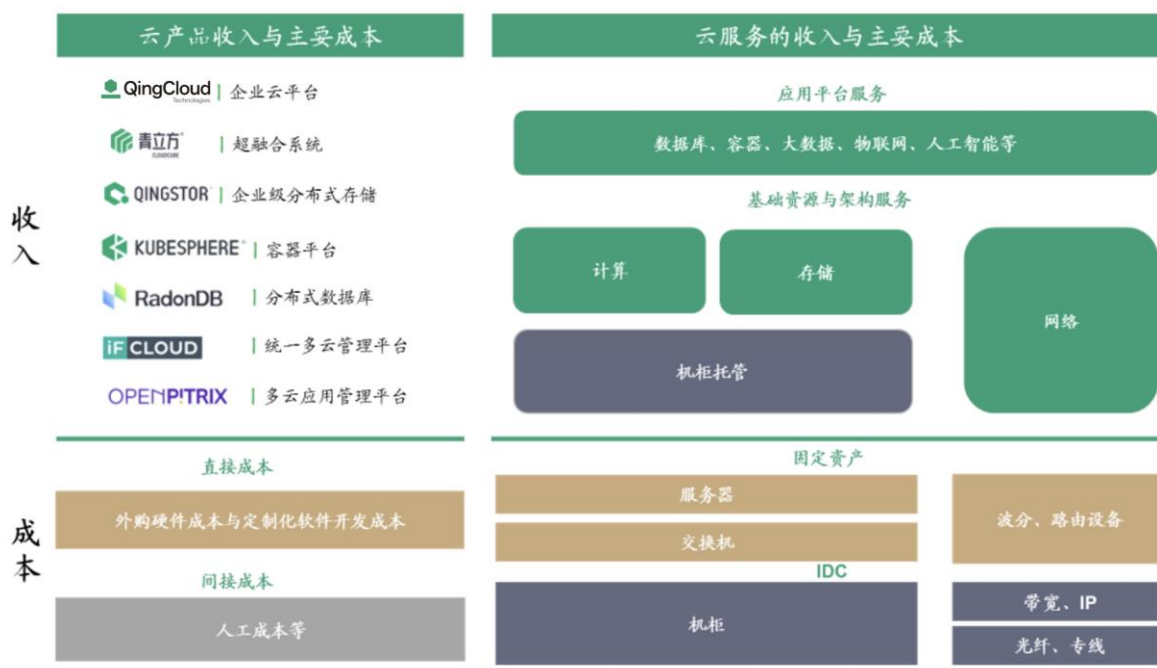 云产品收入与主要成本
云服务的收入与主要成本
收入
QingCloud
Technologies
企业云平台
青立方®
CLOUDCUBE
超融合系统
QINGSTOR®
企业级分布式存储
KUBESPHERE®
容器平台
RadonDB
分布式数据库
iFCLOUD
统一多云管理平台
OPENPITRIX
多云应用管理平台
应用平台服务
数据库、容器、大数据、物联网、人工智能等
基础资源与架构服务
计算
存储
网络
机柜托管
成本
直接成本
外购硬件成本与定制化软件开发成本
间接成本
人工成本等
固定资产
服务器
交换机
波分、路由设备
IDC
机柜
带宽、IP
光纤、专线